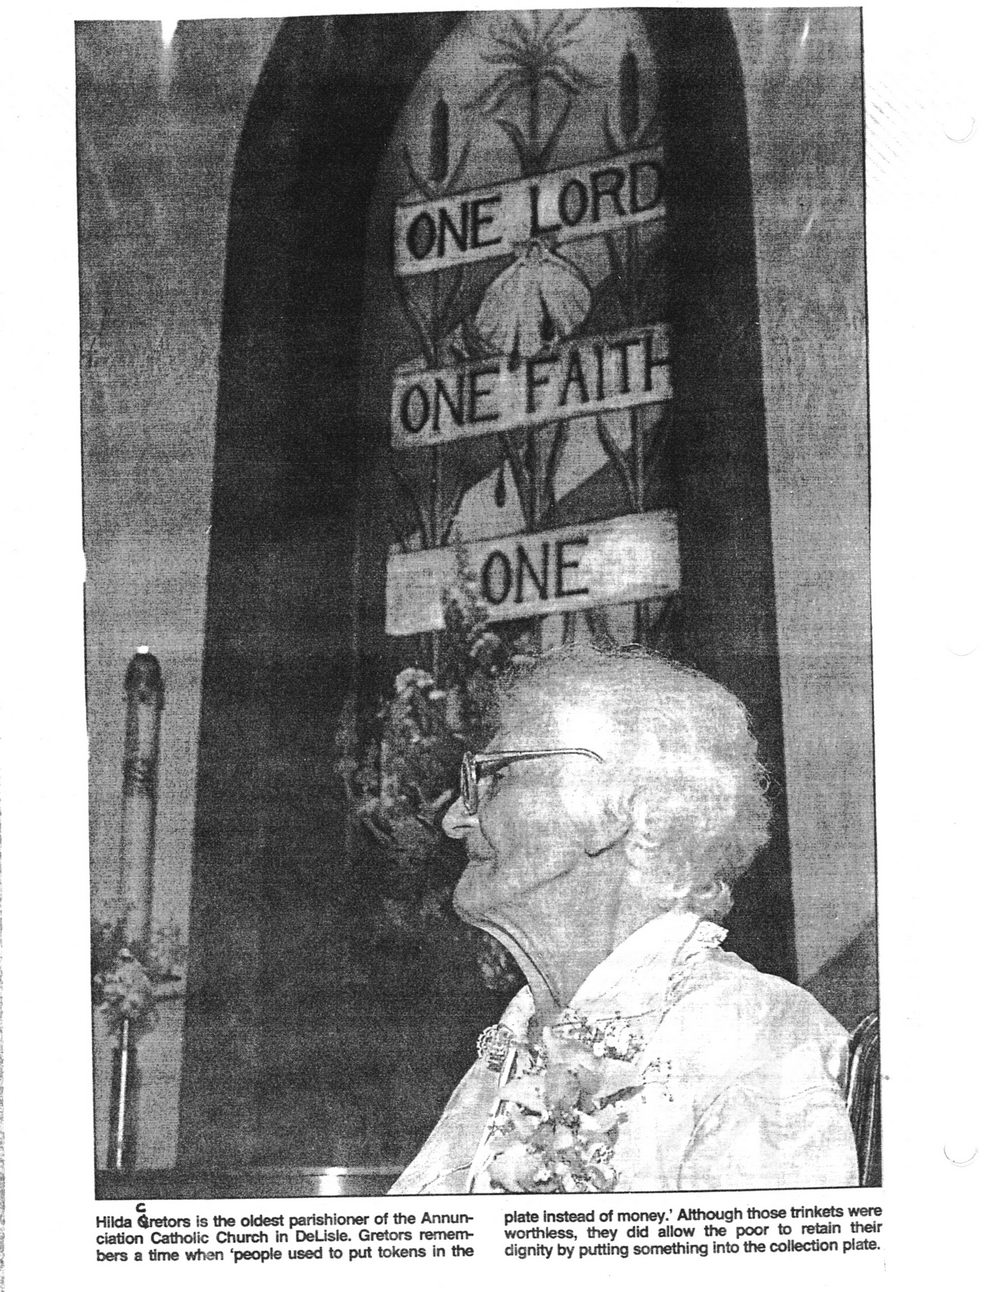 ONE LORD
ONE FAITH
ONE
C
Hilda Gretors is the oldest parishioner of the Annun-
ciation Catholic Church in DeLisle. Gretors remem-
bers a time when 'people used to put tokens in the
plate instead of money.' Although those trinkets were
worthless, they did allow the poor to retain their
dignity by putting something into the collection plate.